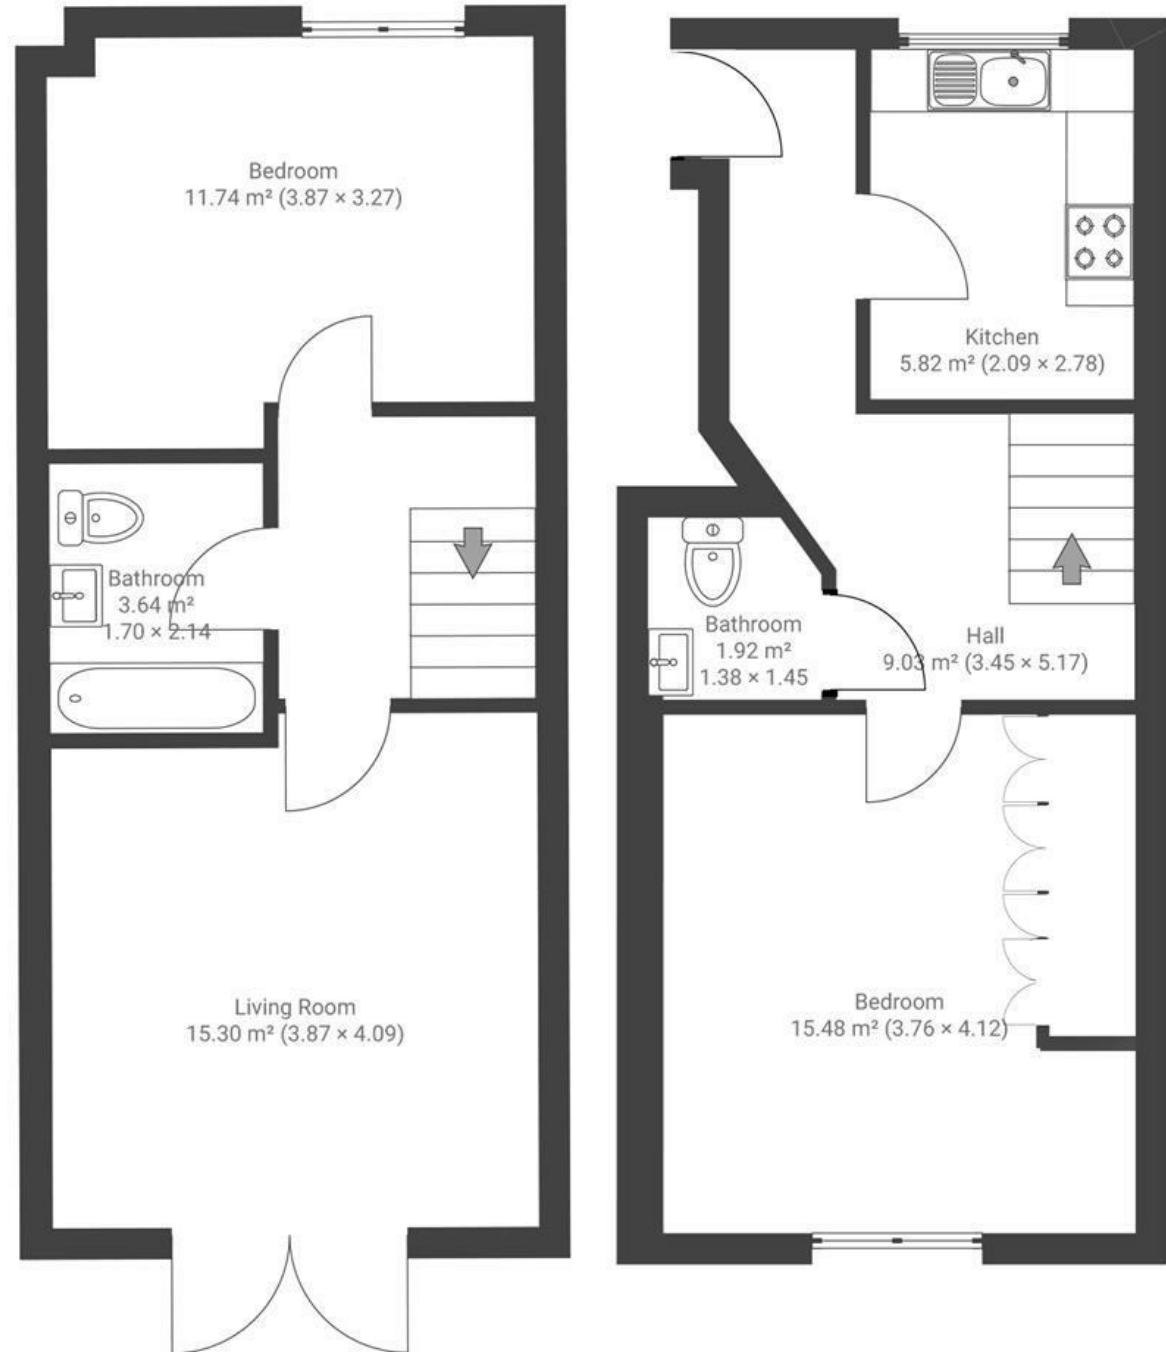 Bedroom
11.74 m² (3.87 × 3.27)
Bathroom
3.64 m²
1.70 × 2.14
Living Room
15.30 m² (3.87 × 4.09)
Kitchen
5.82 m² (2.09 × 2.78)
Bathroom
1.92 m²
1.38 × 1.45
Hall
9.03 m² (3.45 × 5.17)
Bedroom
15.48 m² (3.76 × 4.12)